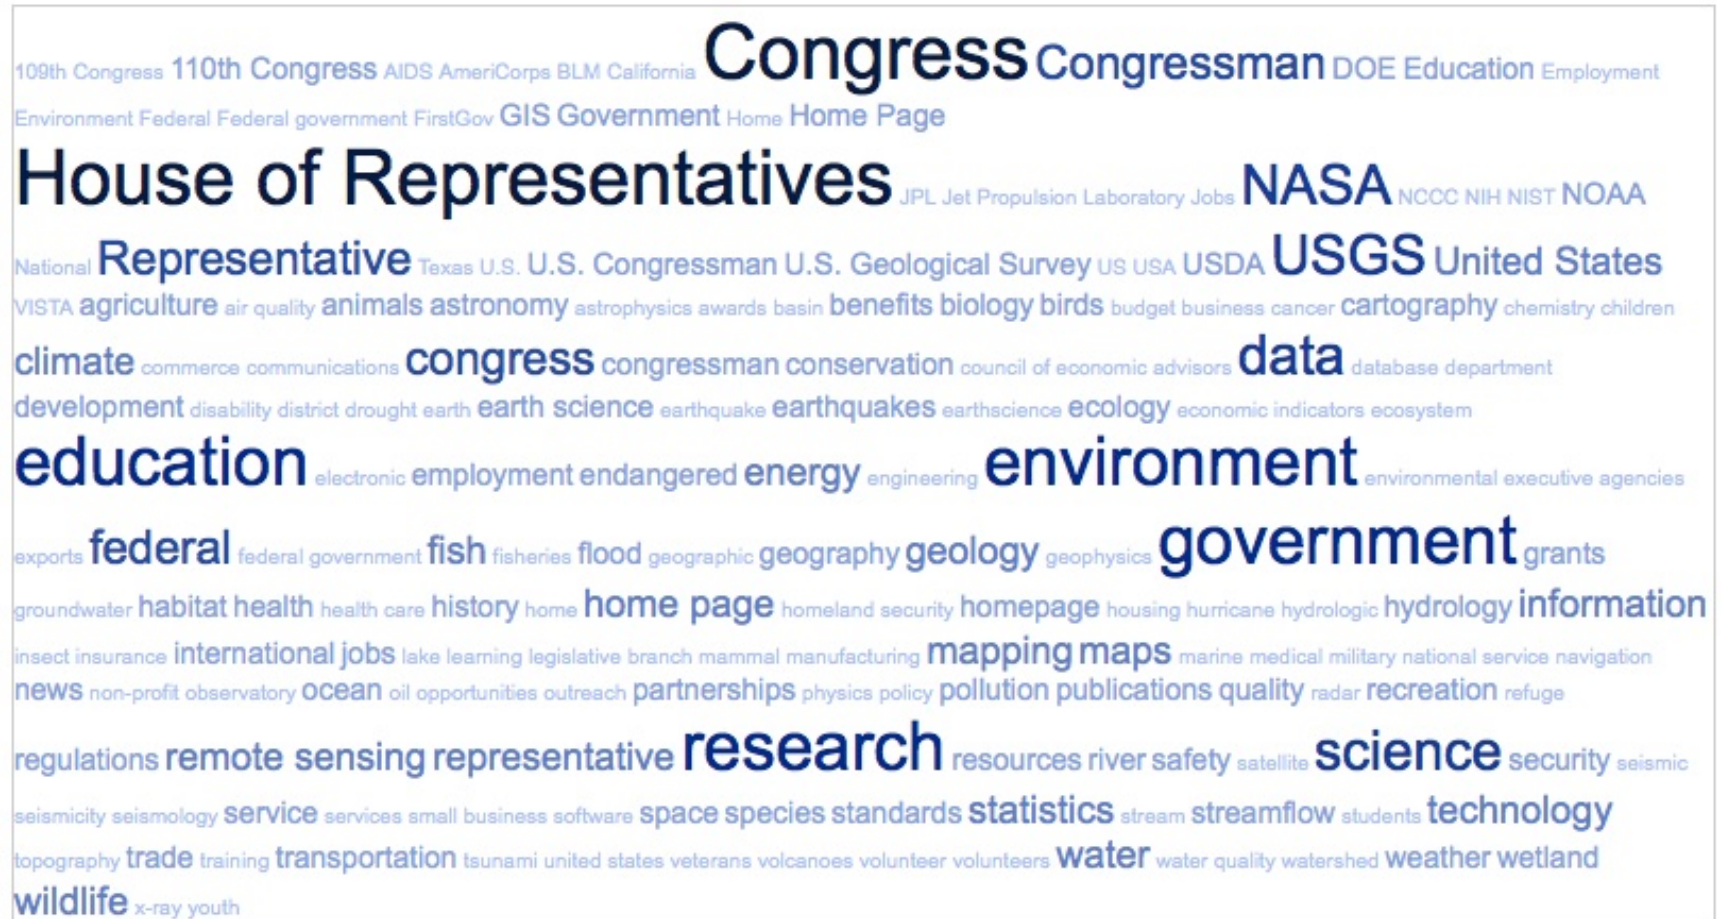 109th Congress 110th Congress AIDS AmeriCorps BLM California Congress Congressman DOE Education Employment
Environment Federal Federal government FirstGov GIS Government Home Home Page
House of Representatives JPL Jet Propulsion Laboratory Jobs NASA NCCC NIH NIST NOAA
National Representative Texas U.S. U.S. Congressman U.S. Geological Survey US USA USDA USGS United States
VISTA agriculture air quality animals astronomy astrophysics awards basin benefits biology birds budget business cancer cartography chemistry children
climate commerce communications congress congressman conservation council of economic advisors data database department
development disability district drought earth earth science earthquake earthquakes earthscience ecology economic indicators ecosystem
education electronic employment endangered energy engineering environment environmental executive agencies
exports federal federal government fish fisheries flood geographic geography geology geophysics government grants
groundwater habitat health health care history home home page homeland security homepage housing hurricane hydrologic hydrology information
insect insurance international jobs lake learning legislative branch mammal manufacturing mapping maps marine medical military national service navigation
news non-profit observatory ocean oil opportunities outreach partnerships physics policy pollution publications quality radar recreation refuge
regulations remote sensing representative research resources river safety satellite science security seismic
seismicity seismology service services small business software space species standards statistics stream streamflow students technology
topography trade training transportation tsunami united states veterans volcanoes volunteer volunteers water water quality watershed weather wetland
wildlife x-ray youth